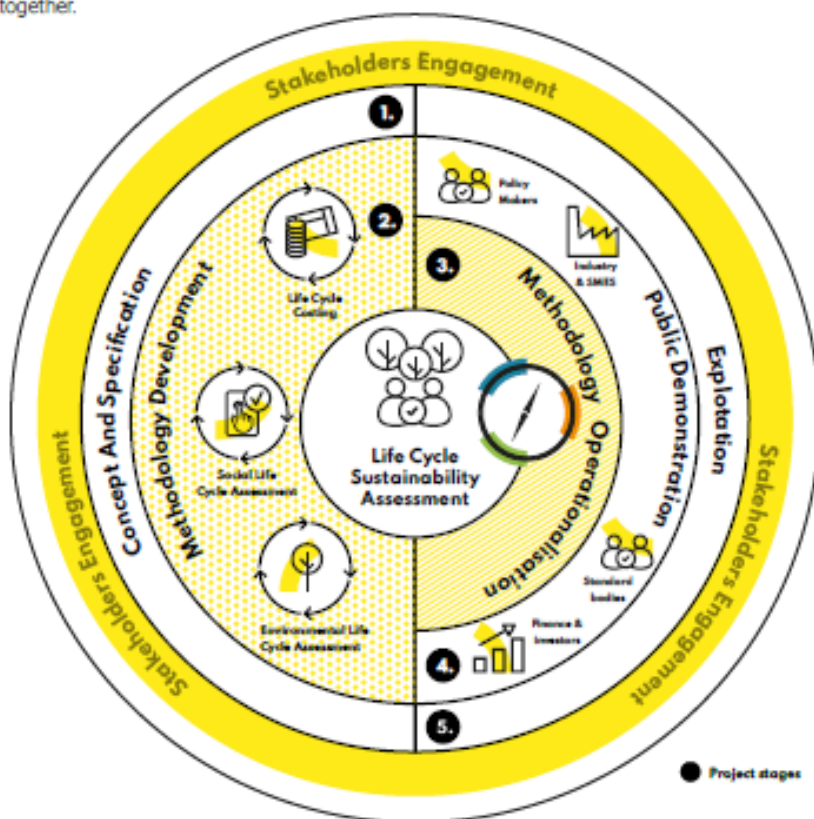 together.
Stakeholders Engagement
1.
2.
3.
Policy
Makers
Industry
& SMES
Life Cycle
Costing
Concept And Specification
Methodology Development
Methodology Operationalisation
Public Demonstration
Explotation
Social Life
Cycle Assessment
Life Cycle
Sustainability
Assessment
Stakeholders Engagement
Stakeholders Engagement
Environmental Life
Cycle Assessment
Standard
bodies
Finance &
Investors
4.
5.
Project stages